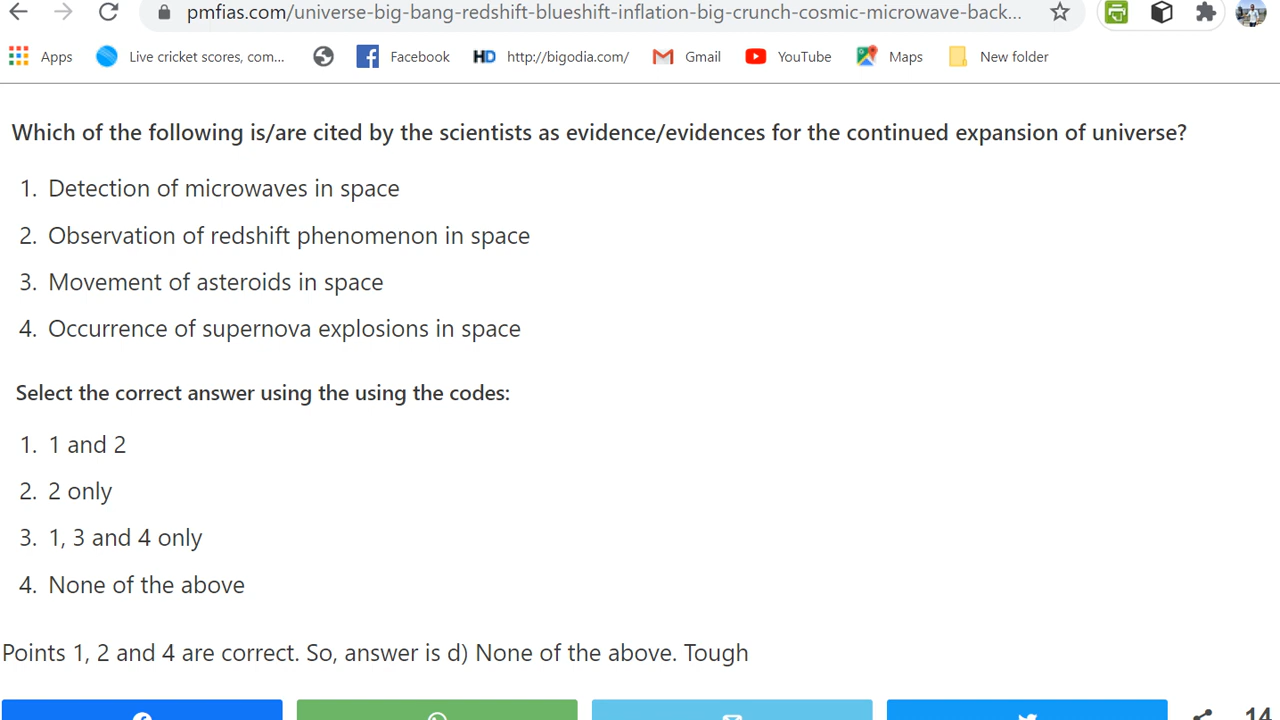 pmfias.com/universe-big-bang-redshift-blueshift-inflation-big-crunch-cosmic-microwave-back...
Apps Live cricket scores, com... Facebook HD http://bigodia.com/ Gmail YouTube Maps New folder
Which of the following is/are cited by the scientists as evidence/evidences for the continued expansion of universe?
1. Detection of microwaves in space
2. Observation of redshift phenomenon in space
3. Movement of asteroids in space
4. Occurrence of supernova explosions in space
Select the correct answer using the using the codes:
1. 1 and 2
2. 2 only
3. 1, 3 and 4 only
4. None of the above
Points 1, 2 and 4 are correct. So, answer is d) None of the above. Tough
14